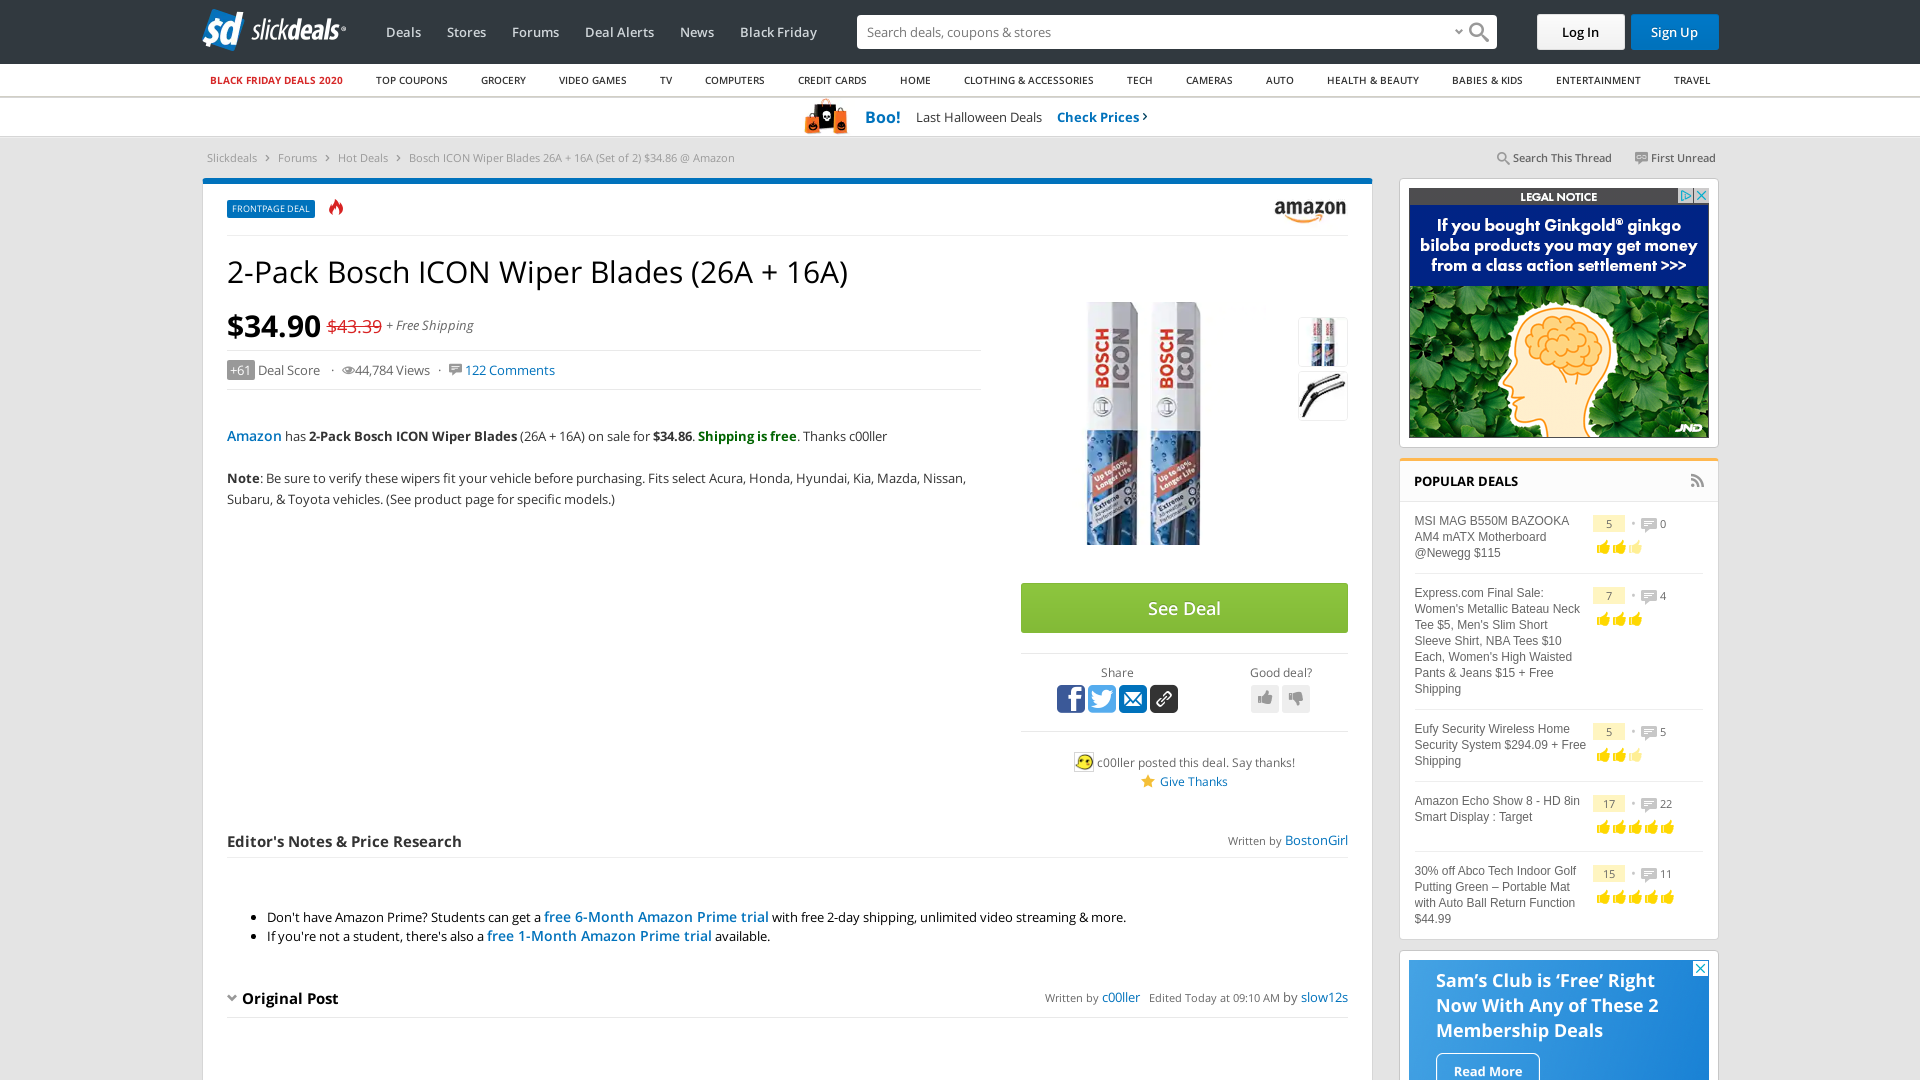 slickdeals
Deals
Stores
Forums
Deal Alerts
News
Black Friday
Search deals, coupons & stores
Log In
Sign Up
BLACK FRIDAY DEALS 2020
TOP COUPONS
GROCERY
VIDEO GAMES
TV
COMPUTERS
CREDIT CARDS
HOME
CLOTHING & ACCESSORIES
TECH
CAMERAS
AUTO
HEALTH & BEAUTY
BABIES & KIDS
ENTERTAINMENT
TRAVEL
Boo! Last Halloween Deals Check Prices
Slickdeals > Forums > Hot Deals > Bosch ICON Wiper Blades 26A + 16A (Set of 2) $34.86 @ Amazon
Search This Thread
First Unread
FRONTPAGE DEAL
amazon
2-Pack Bosch ICON Wiper Blades (26A + 16A)
$34.90 $43.39 + Free Shipping
+61 Deal Score · 44,784 Views · 122 Comments
Amazon has 2-Pack Bosch ICON Wiper Blades (26A + 16A) on sale for $34.86. Shipping is free. Thanks c00ller
Note: Be sure to verify these wipers fit your vehicle before purchasing. Fits select Acura, Honda, Hyundai, Kia, Mazda, Nissan,
Subaru, & Toyota vehicles. (See product page for specific models.)
BOSCH ICON
BOSCH ICON
Up to 40%
Longer Life
Up to 40%
Longer Life
See Deal
Share
Good deal?
c00ller posted this deal. Say thanks!
Give Thanks
Editor's Notes & Price Research
Written by BostonGirl
Don't have Amazon Prime? Students can get a free 6-Month Amazon Prime trial with free 2-day shipping, unlimited video streaming & more.
If you're not a student, there's also a free 1-Month Amazon Prime trial available.
Original Post
Written by c00ller Edited Today at 09:10 AM by slow12s
LEGAL NOTICE
If you bought Ginkgold® ginkgo
biloba products you may get money
from a class action settlement >>>
JND
POPULAR DEALS
MSI MAG B550M BAZOOKA
AM4 mATX Motherboard
@Newegg $115
5 · 0
Express.com Final Sale:
Women's Metallic Bateau Neck
Tee $5, Men's Slim Short
Sleeve Shirt, NBA Tees $10
Each, Women's High Waisted
Pants & Jeans $15 + Free
Shipping
7 · 4
Eufy Security Wireless Home
Security System $294.09 + Free
Shipping
5 · 5
Amazon Echo Show 8 - HD 8in
Smart Display : Target
17 · 22
30% off Abco Tech Indoor Golf
Putting Green – Portable Mat
with Auto Ball Return Function
$44.99
15 · 11
Sam's Club is ‘Free’ Right
Now With Any of These 2
Membership Deals
Read More